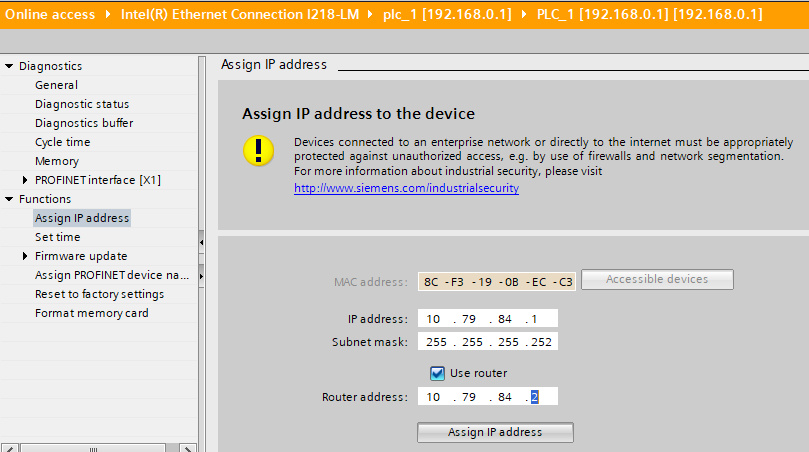 Online access ▸ Intel(R) Ethernet Connection I218-LM ▸ plc_1 [192.168.0.1] ▸ PLC_1 [192.168.0.1] [192.168.0.1]
Diagnostics
General
Diagnostic status
Diagnostics buffer
Cycle time
Memory
PROFINET interface [X1]
Functions
Assign IP address
Set time
Firmware update
Assign PROFINET device na...
Reset to factory settings
Format memory card
Assign IP address
Assign IP address to the device
Devices connected to an enterprise network or directly to the internet must be appropriately
protected against unauthorized access, e.g. by use of firewalls and network segmentation.
For more information about industrial security, please visit
http://www.siemens.com/industrialsecurity
MAC address: 8C -F3 -19 -0B -EC -C3 Accessible devices
IP address: 10 . 79 . 84 . 1
Subnet mask: 255 . 255 . 255 . 252
Use router
Router address: 10 . 79 . 84 . 2
Assign IP address